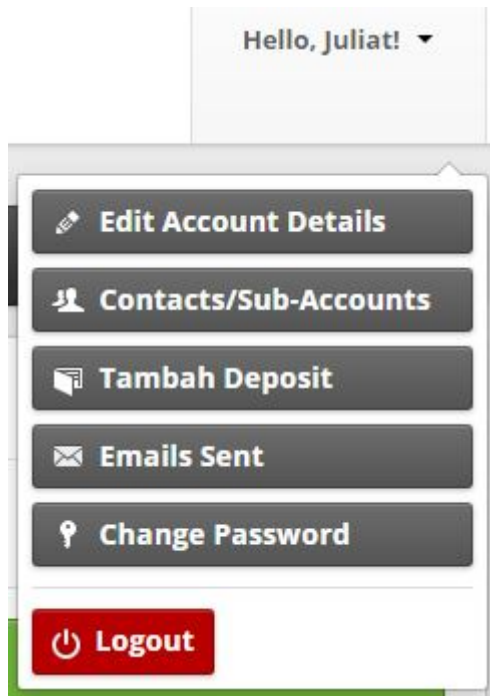 Hello, Juliat!
Edit Account Details
Contacts/Sub-Accounts
Tambah Deposit
Emails Sent
Change Password
Logout